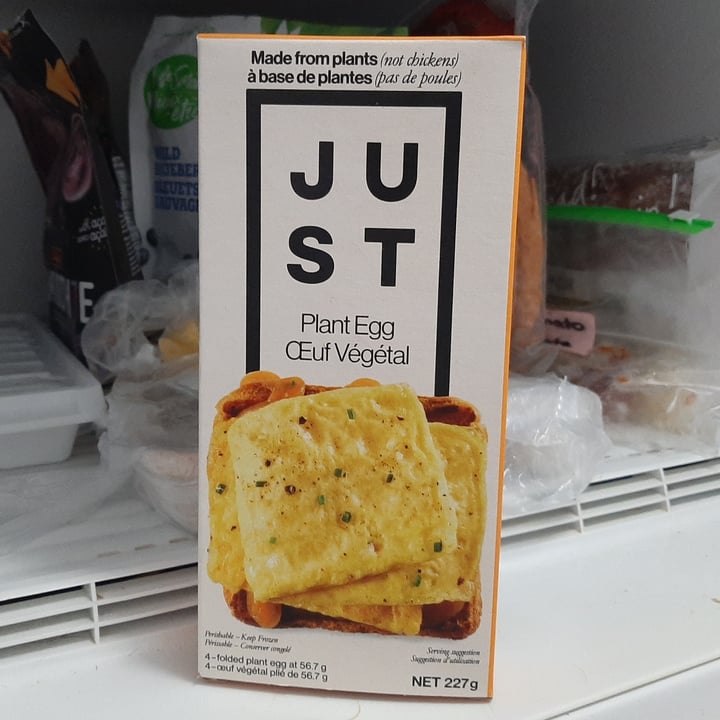 Made from plants (not chickens)
à base de plantes (pas de poules)
JU
ST
Plant Egg
Œuf Végétal
Perishable – Keep Frozen
Périssable – Conserver congelé
4–folded plant egg at 56.7 g
4–œuf végétal plié de 56.7 g
Serving suggestion
Suggestion d'utilisation
NET 227g